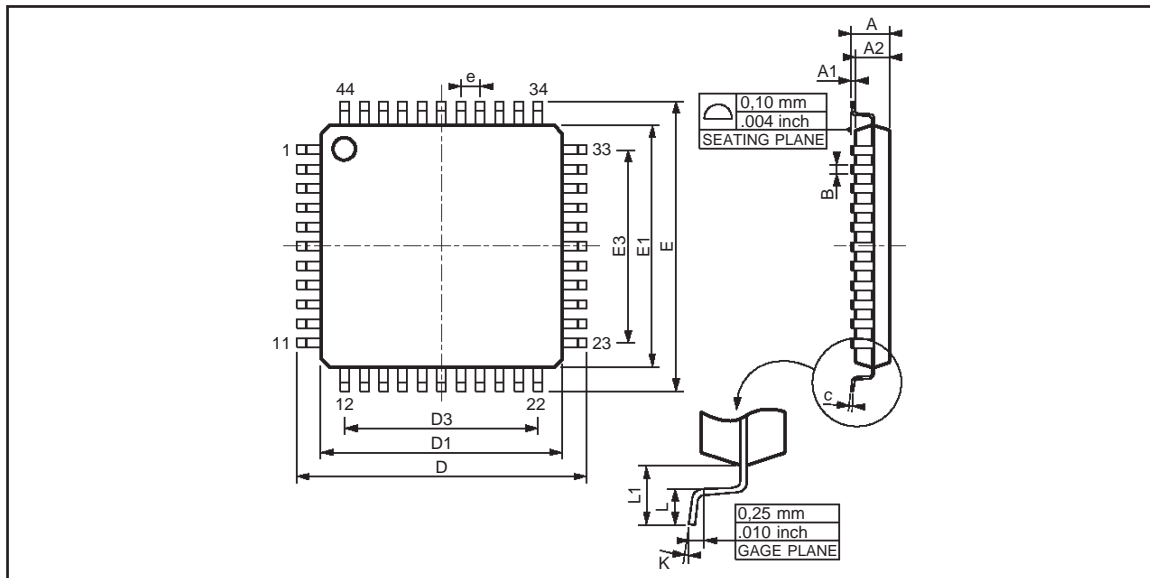 A
A2
A1
e
44
34
0,10 mm
.004 inch
SEATING PLANE
1
33
B
E3
E1
E
11
23
12
22
D3
D1
D
c
L1
L
K
0,25 mm
.010 inch
GAGE PLANE